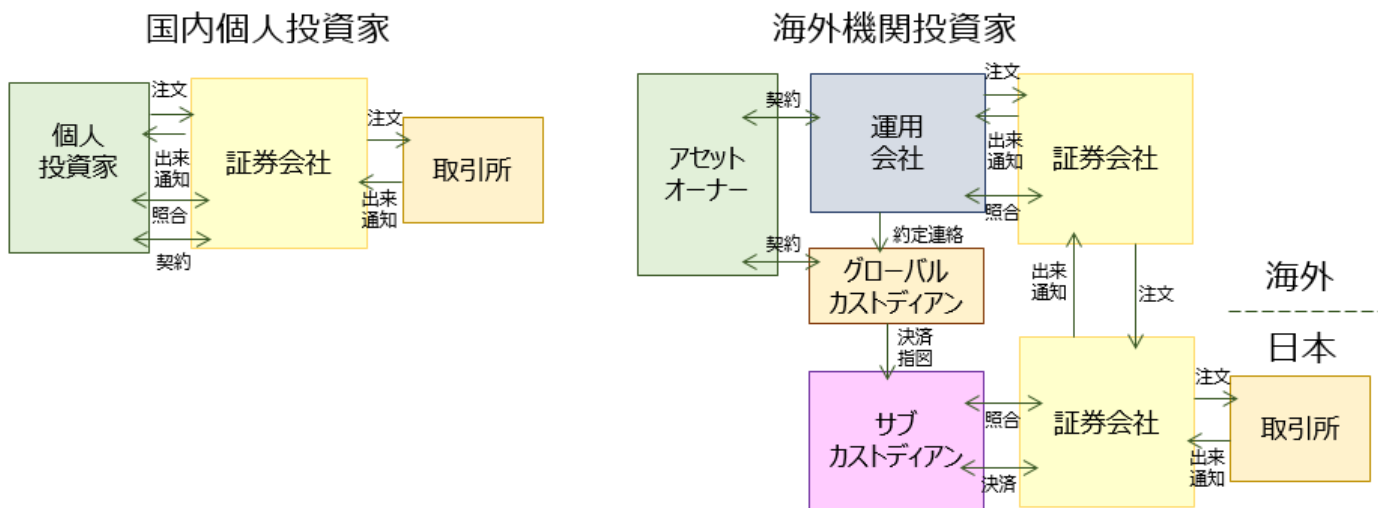 国内個人投資家
個人
投資家
注文
出来
通知
照合
契約
証券会社
注文
出来
通知
取引所
海外機関投資家
アセット
オーナー
契約
契約
運用
会社
注文
出来
通知
照合
証券会社
約定連絡
グローバル
カストディアン
出来
通知
注文
海外
日本
決済
指図
サブ
カストディアン
照合
決済
証券会社
注文
出来
通知
取引所